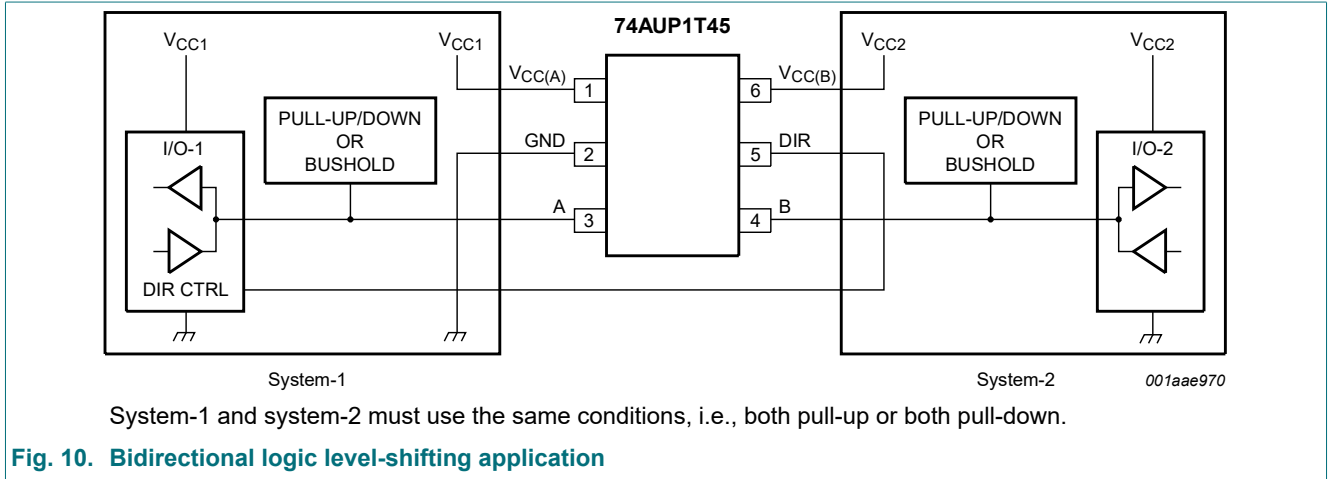 74AUP1T45
VCC1
VCC1
VCC2
VCC2
VCC(A)
1
6
VCC(B)
PULL-UP/DOWN
OR
BUSHOLD
PULL-UP/DOWN
OR
BUSHOLD
I/O-1
GND
2
5
DIR
I/O-2
A
3
4
B
DIR CTRL
System-1
System-2
001aae970
System-1 and system-2 must use the same conditions, i.e., both pull-up or both pull-down.
Fig. 10. Bidirectional logic level-shifting application